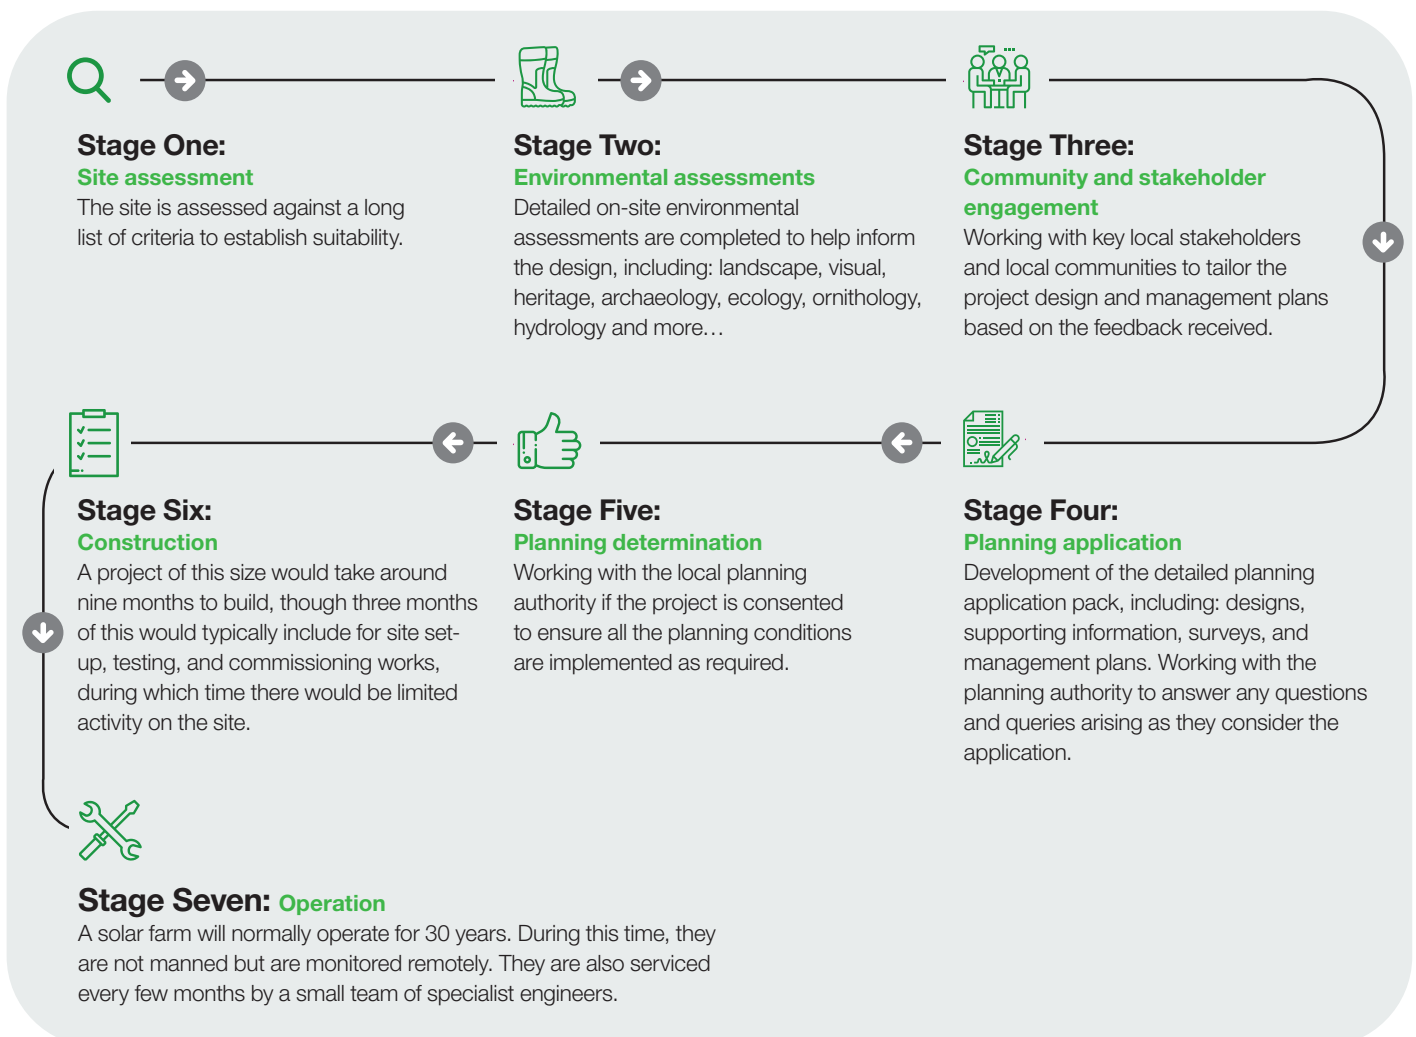 Stage One:
Site assessment
The site is assessed against a long
list of criteria to establish suitability.
Stage Two:
Environmental assessments
Detailed on-site environmental
assessments are completed to help inform
the design, including: landscape, visual,
heritage, archaeology, ecology, ornithology,
hydrology and more…
Stage Three:
Community and stakeholder
engagement
Working with key local stakeholders
and local communities to tailor the
project design and management plans
based on the feedback received.
Stage Four:
Planning application
Development of the detailed planning
application pack, including: designs,
supporting information, surveys, and
management plans. Working with the
planning authority to answer any questions
and queries arising as they consider the
application.
Stage Five:
Planning determination
Working with the local planning
authority if the project is consented
to ensure all the planning conditions
are implemented as required.
Stage Six:
Construction
A project of this size would take around
nine months to build, though three months
of this would typically include for site set-
up, testing, and commissioning works,
during which time there would be limited
activity on the site.
Stage Seven: Operation
A solar farm will normally operate for 30 years. During this time, they
are not manned but are monitored remotely. They are also serviced
every few months by a small team of specialist engineers.